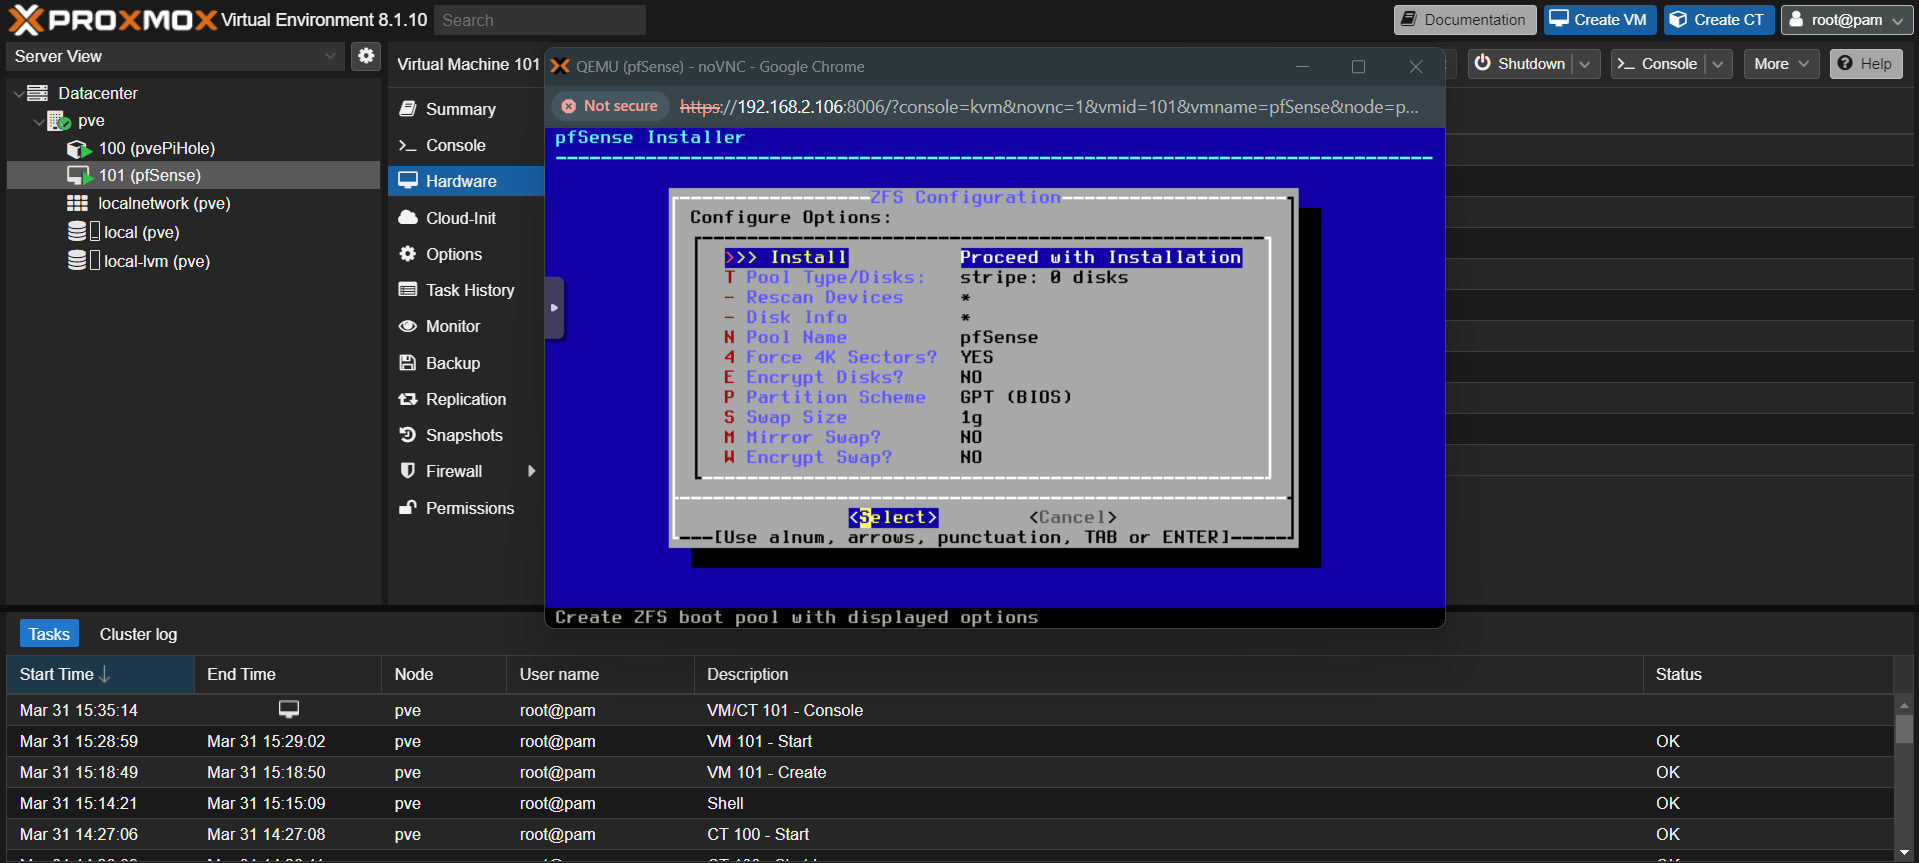 PROXMOX Virtual Environment 8.1.10 Search Documentation Create VM Create CT root@pam
Server View
Virtual Machine 101
QEMU (pfSense) - noVNC - Google Chrome
Shutdown Console More Help
Not secure https://192.168.2.106:8006/?console=kvm&novnc=1&vmid=101&vmname=pfSense&node=p...
Datacenter
pve
100 (pvePiHole)
101 (pfSense)
localnetwork (pve)
local (pve)
local-lvm (pve)
Summary
Console
Hardware
Cloud-Init
Options
Task History
Monitor
Backup
Replication
Snapshots
Firewall
Permissions
pfSense Installer
ZFS Configuration
Configure Options:
>>> Install Proceed with Installation
T Pool Type/Disks: stripe: 0 disks
- Rescan Devices *
- Disk Info *
N Pool Name pfSense
4 Force 4K Sectors? YES
E Encrypt Disks? NO
P Partition Scheme GPT (BIOS)
S Swap Size 1g
M Mirror Swap? NO
W Encrypt Swap? NO
<Select> <Cancel>
[Use alnum, arrows, punctuation, TAB or ENTER]
Create ZFS boot pool with displayed options
Tasks Cluster log
Start Time End Time Node User name Description Status
Mar 31 15:35:14 pve root@pam VM/CT 101 - Console
Mar 31 15:28:59 Mar 31 15:29:02 pve root@pam VM 101 - Start OK
Mar 31 15:18:49 Mar 31 15:18:50 pve root@pam VM 101 - Create OK
Mar 31 15:14:21 Mar 31 15:15:09 pve root@pam Shell OK
Mar 31 14:27:06 Mar 31 14:27:08 pve root@pam CT 100 - Start OK